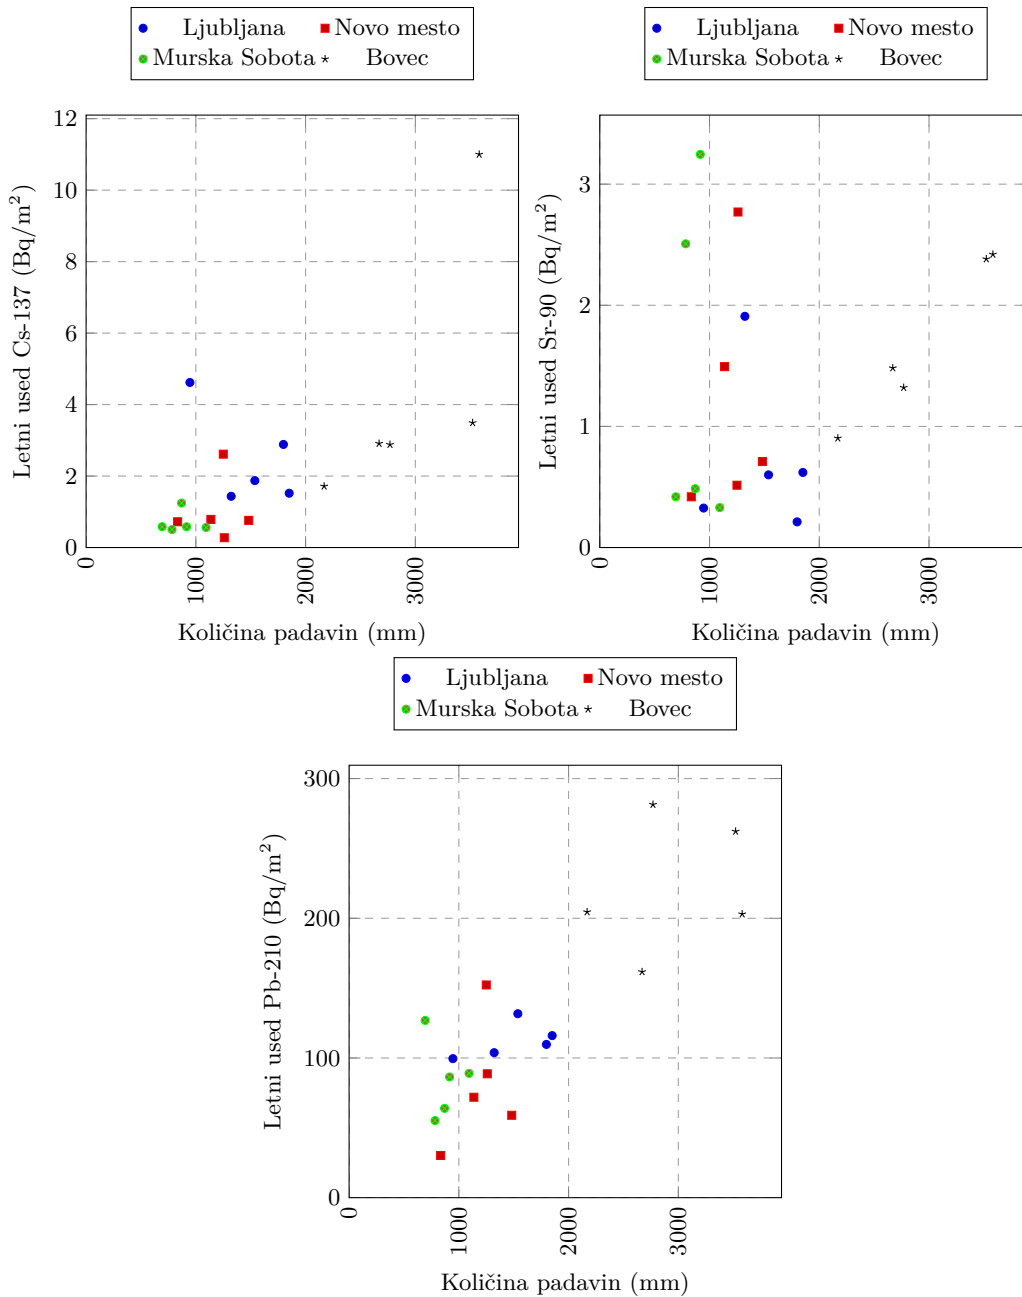 Ljubljana Novo mesto
Murska Sobota Bovec
12
10
8
6
4
2
0
0 1000 2000 3000
Količina padavin (mm)
Letni used Cs-137 (Bq/m²)
Ljubljana Novo mesto
Murska Sobota Bovec
3
2
1
0
0 1000 2000 3000
Količina padavin (mm)
Letni used Sr-90 (Bq/m²)
Ljubljana Novo mesto
Murska Sobota Bovec
300
200
100
0
0 1000 2000 3000
Količina padavin (mm)
Letni used Pb-210 (Bq/m²)